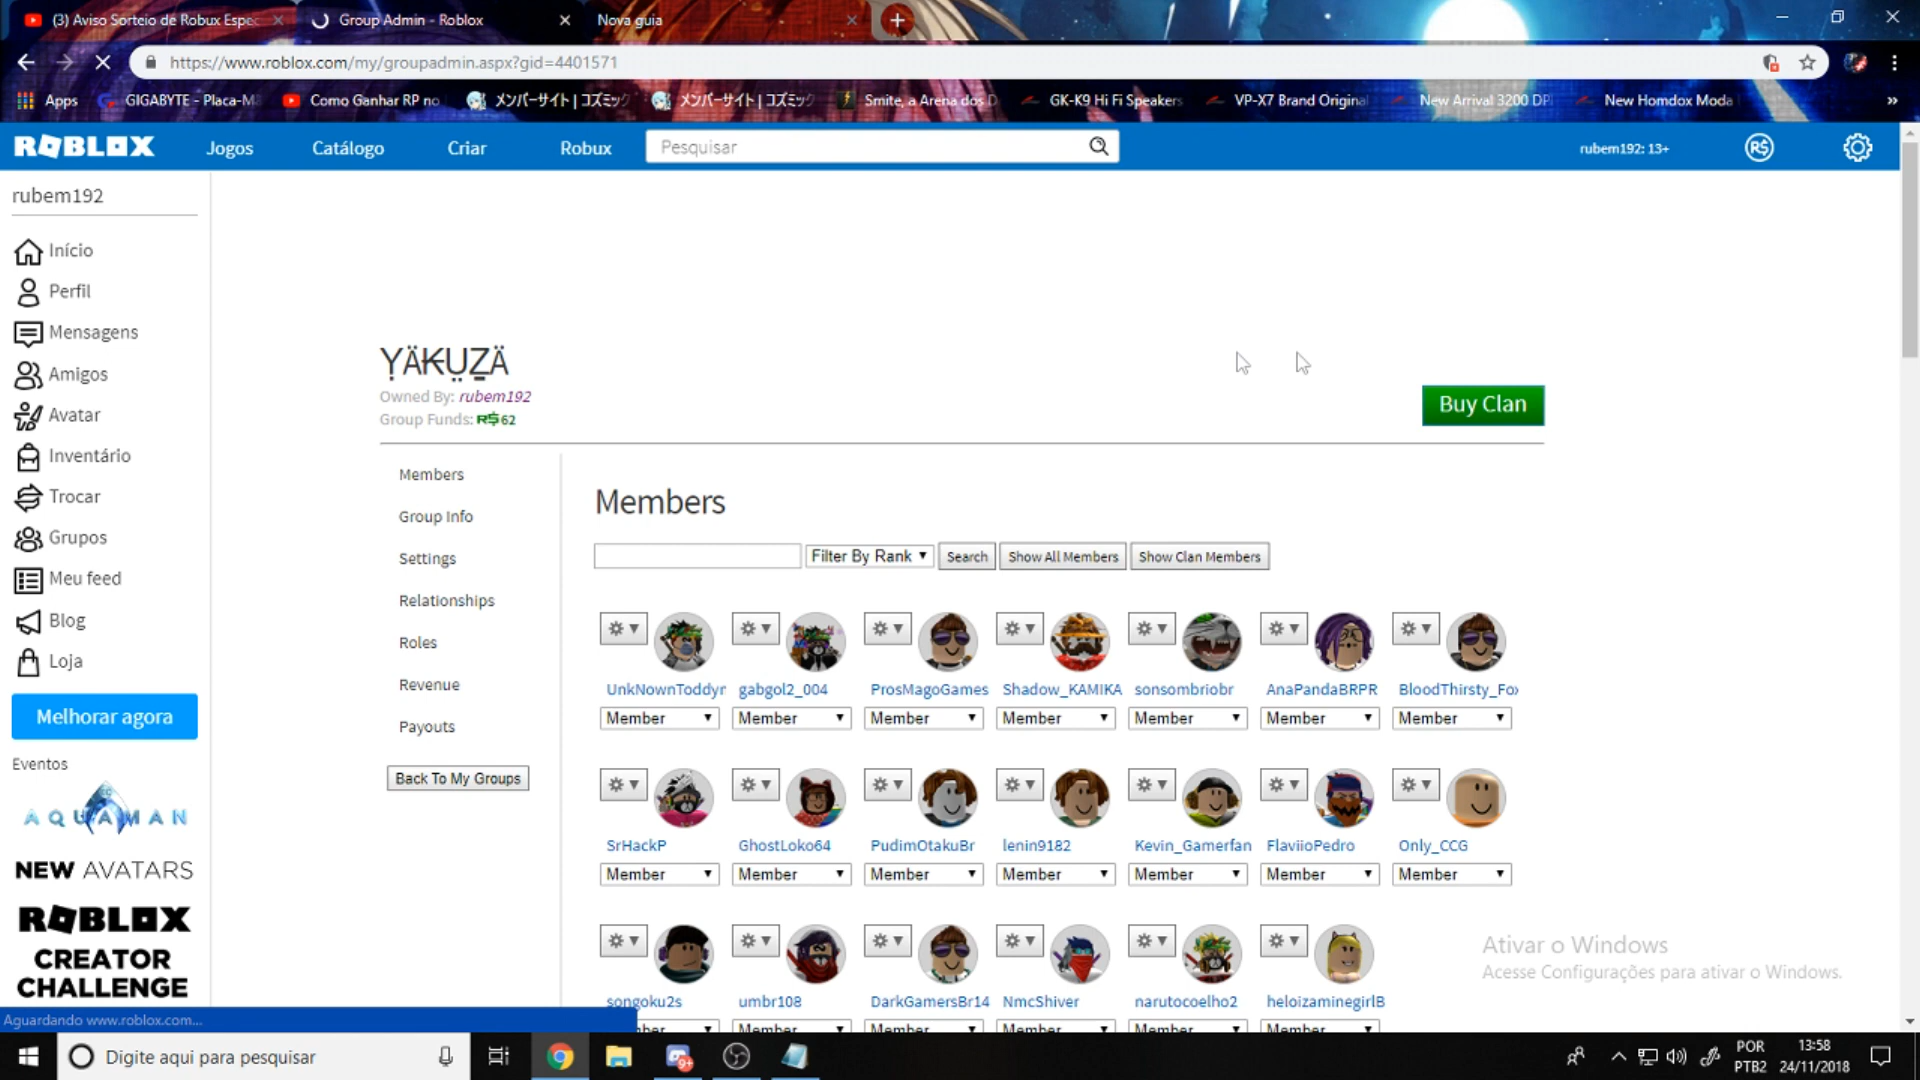 (3) Aviso Sorteio de Robux Espec
Group Admin - Roblox
Nova guia
https://www.roblox.com/my/groupadmin.aspx?gid=4401571
Apps
GIGABYTE - Placa-M
Como Ganhar RP no
メンバーサイト | コズミック
メンバーサイト | コズミック
Smite, a Arena dos D
GK-K9 Hi Fi Speakers
VP-X7 Brand Original
New Arrival 3200 DP
New Homdox Moda
»
ROBLOX
Jogos
Catálogo
Criar
Robux
Pesquisar
rubem192: 13+
R$
rubem192
Início
Perfil
Mensagens
Amigos
Avatar
Inventário
Trocar
Grupos
Meu feed
Blog
Loja
Melhorar agora
Eventos
AQUAMAN
NEW AVATARS
ROBLOX
CREATOR
CHALLENGE
Aguardando www.roblox.com...
Owned By: rubem192
Group Funds: R$62
Buy Clan
Members
Group Info
Settings
Relationships
Roles
Revenue
Payouts
Back To My Groups
Members
Filter By Rank
Search
Show All Members
Show Clan Members
UnkNownToddyn
gabgol2_004
ProsMagoGames
Shadow_KAMIKA
sonsombriobr
AnaPandaBRPR
BloodThirsty_Fox
Member
Member
Member
Member
Member
Member
Member
SrHackP
GhostLoko64
PudimOtakuBr
lenin9182
Kevin_Gamerfan
FlaviioPedro
Only_CCG
Member
Member
Member
Member
Member
Member
Member
songoku2s
umbr108
DarkGamersBr14
NmcShiver
narutocoelho2
heloizaminegirlB
Member
Member
Member
Member
Member
Ativar o Windows
Acesse Configurações para ativar o Windows.
Digite aqui para pesquisar
9+
POR
PTB2
13:58
24/11/2018